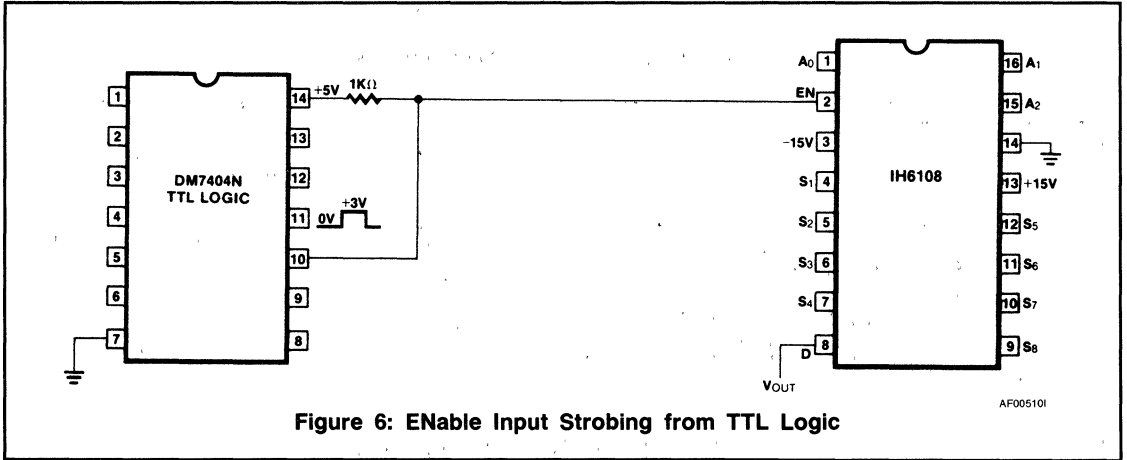 1
2
3
4
5
6
7
DM7404N
TTL LOGIC
14
13
12
11
10
9
8
+5V
1KΩ
+3V
0V
A0 1
EN 2
-15V 3
S1 4
S2 5
S3 6
S4 7
D 8
VOUT
IH6108
16 A1
15 A2
14
13 +15V
12 S5
11 S6
10 S7
9 S8
AF00510I
Figure 6: ENable Input Strobing from TTL Logic